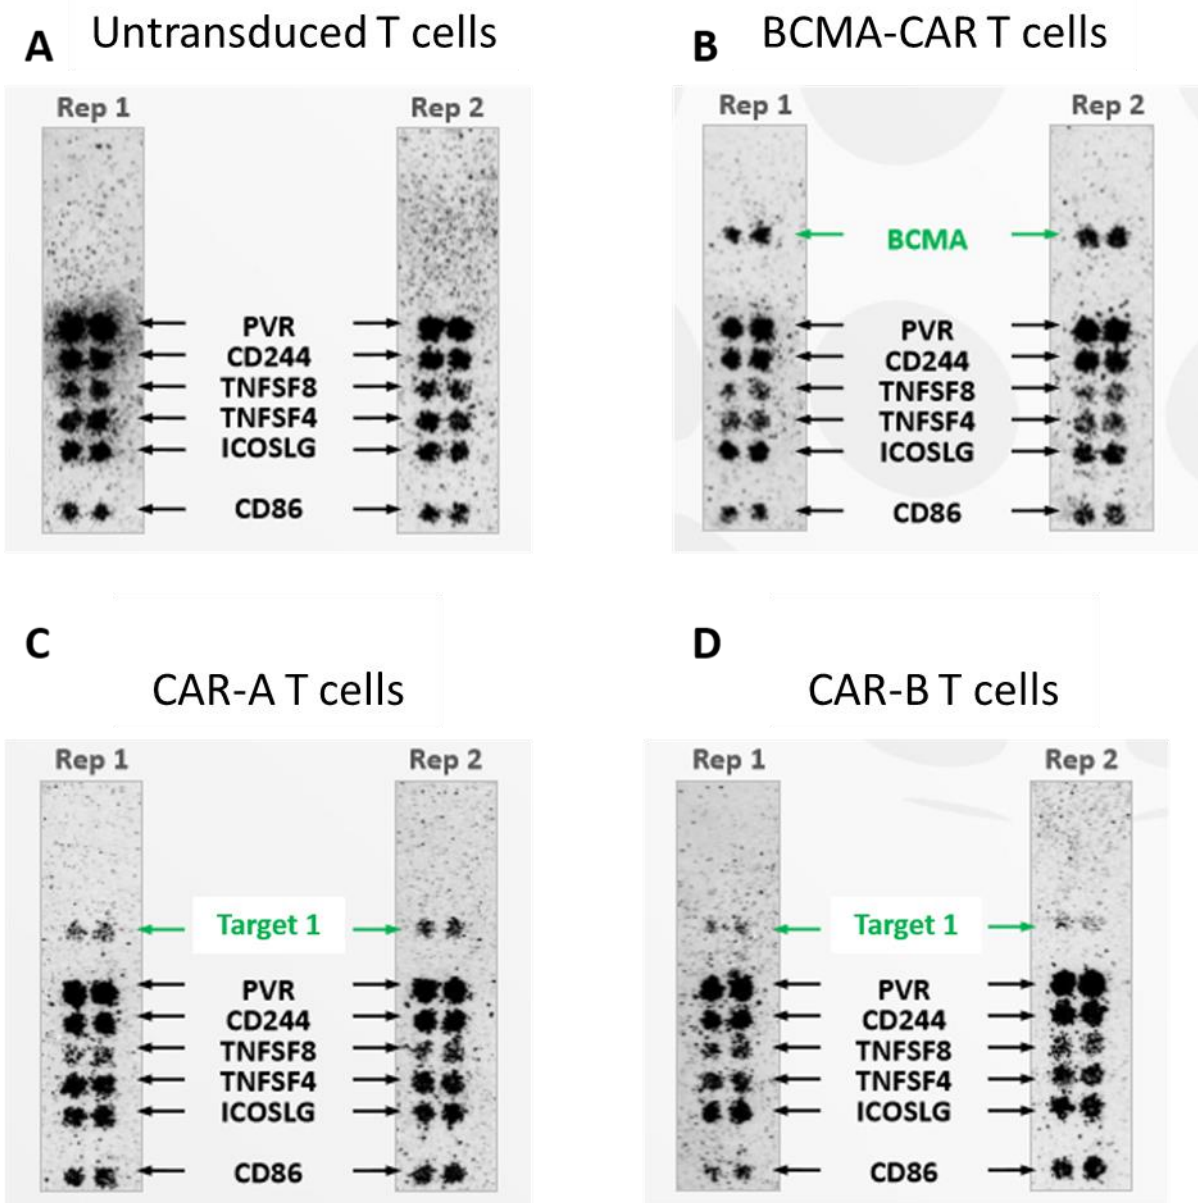 A Untransduced T cells
Rep 1 Rep 2
PVR
CD244
TNFSF8
TNFSF4
ICOSLG
CD86
B BCMA-CAR T cells
Rep 1 Rep 2
BCMA
PVR
CD244
TNFSF8
TNFSF4
ICOSLG
CD86
C
CAR-A T cells
Rep 1 Rep 2
Target 1
PVR
CD244
TNFSF8
TNFSF4
ICOSLG
CD86
D
CAR-B T cells
Rep 1 Rep 2
Target 1
PVR
CD244
TNFSF8
TNFSF4
ICOSLG
CD86